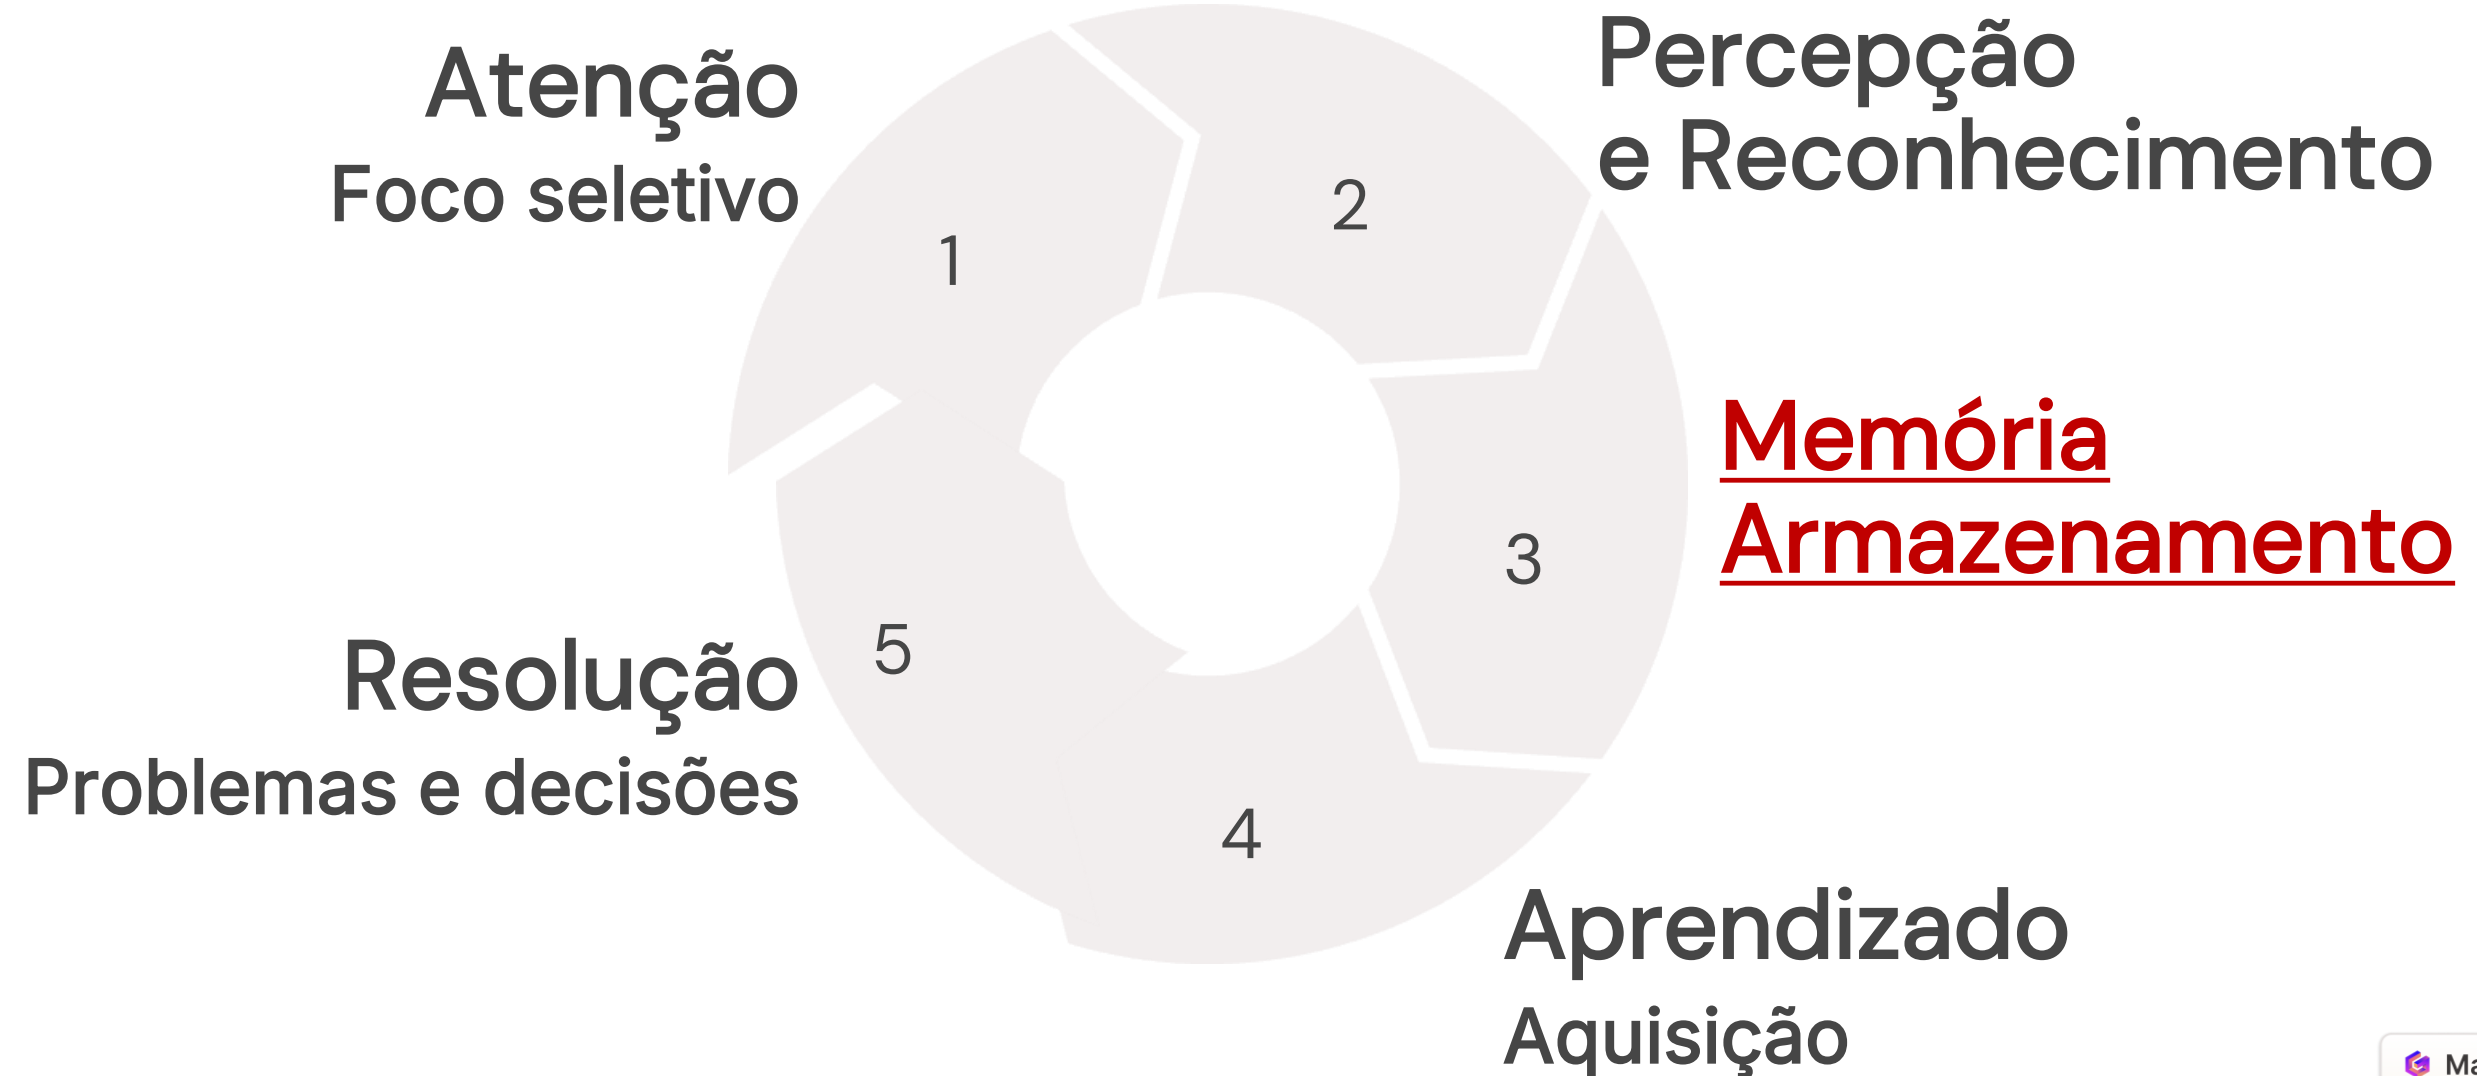 Atenção
Foco seletivo
1
2
Percepção
e Reconhecimento
3
Memória
Armazenamento
4
Aprendizado
Aquisição
5
Resolução
Problemas e decisões